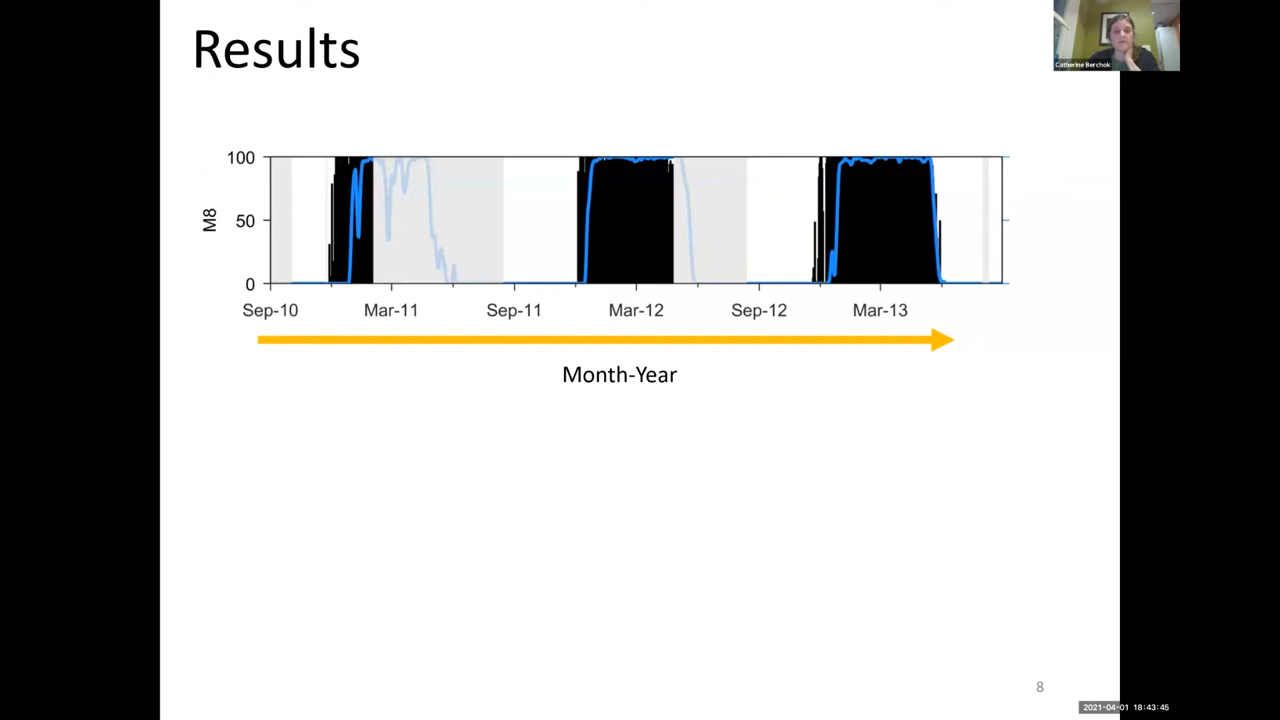 Results
Catherine Berchok
100
50
0
M8
Sep-10 Mar-11 Sep-11 Mar-12 Sep-12 Mar-13
Month-Year
8
2021-04-01 18:43:45